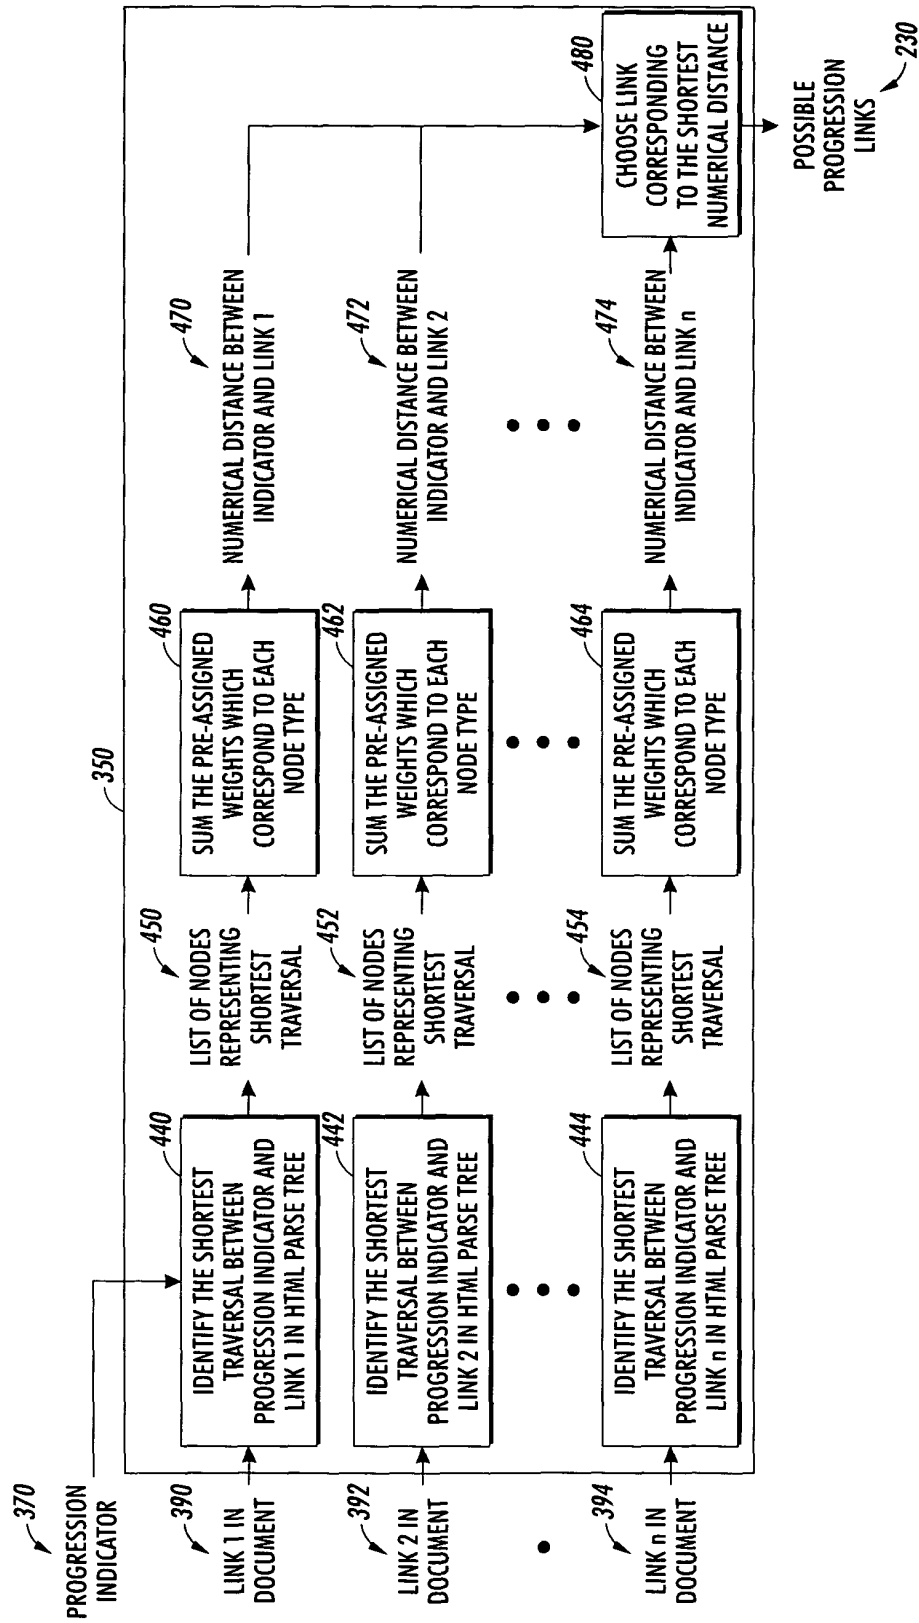 370
PROGRESSION
INDICATOR
350
390
LINK 1 IN
DOCUMENT
440
IDENTIFY THE SHORTEST
TRAVERSAL BETWEEN
PROGRESSION INDICATOR AND
LINK 1 IN HTML PARSE TREE
450
LIST OF NODES
REPRESENTING
SHORTEST
TRAVERSAL
460
SUM THE PRE-ASSIGNED
WEIGHTS WHICH
CORRESPOND TO EACH
NODE TYPE
470
NUMERICAL DISTANCE BETWEEN
INDICATOR AND LINK 1
392
LINK 2 IN
DOCUMENT
442
IDENTIFY THE SHORTEST
TRAVERSAL BETWEEN
PROGRESSION INDICATOR AND
LINK 2 IN HTML PARSE TREE
452
LIST OF NODES
REPRESENTING
SHORTEST
TRAVERSAL
462
SUM THE PRE-ASSIGNED
WEIGHTS WHICH
CORRESPOND TO EACH
NODE TYPE
472
NUMERICAL DISTANCE BETWEEN
INDICATOR AND LINK 2
394
LINK n IN
DOCUMENT
444
IDENTIFY THE SHORTEST
TRAVERSAL BETWEEN
PROGRESSION INDICATOR AND
LINK n IN HTML PARSE TREE
454
LIST OF NODES
REPRESENTING
SHORTEST
TRAVERSAL
464
SUM THE PRE-ASSIGNED
WEIGHTS WHICH
CORRESPOND TO EACH
NODE TYPE
474
NUMERICAL DISTANCE BETWEEN
INDICATOR AND LINK n
480
CHOOSE LINK
CORRESPONDING
TO THE SHORTEST
NUMERICAL DISTANCE
POSSIBLE
PROGRESSION
LINKS
230